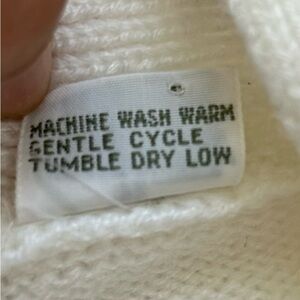 MACHINE WASH WARM
GENTLE CYCLE
TUMBLE DRY LOW